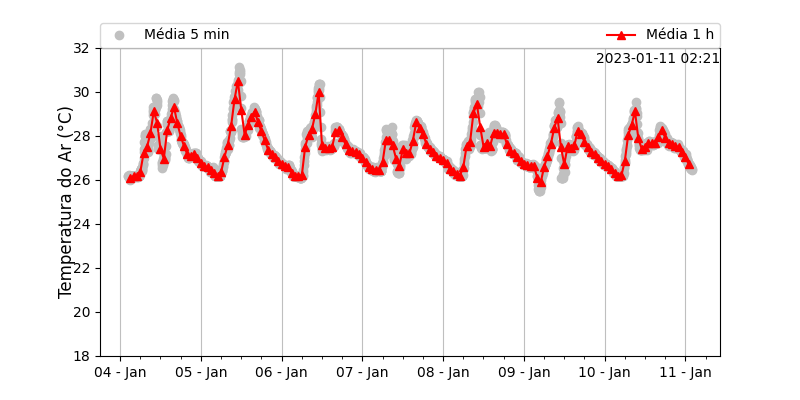 Média 5 min
Média 1 h
2023-01-11 02:21
Temperatura do Ar (°C)
32
30
28
26
24
22
20
18
04 - Jan
05 - Jan
06 - Jan
07 - Jan
08 - Jan
09 - Jan
10 - Jan
11 - Jan